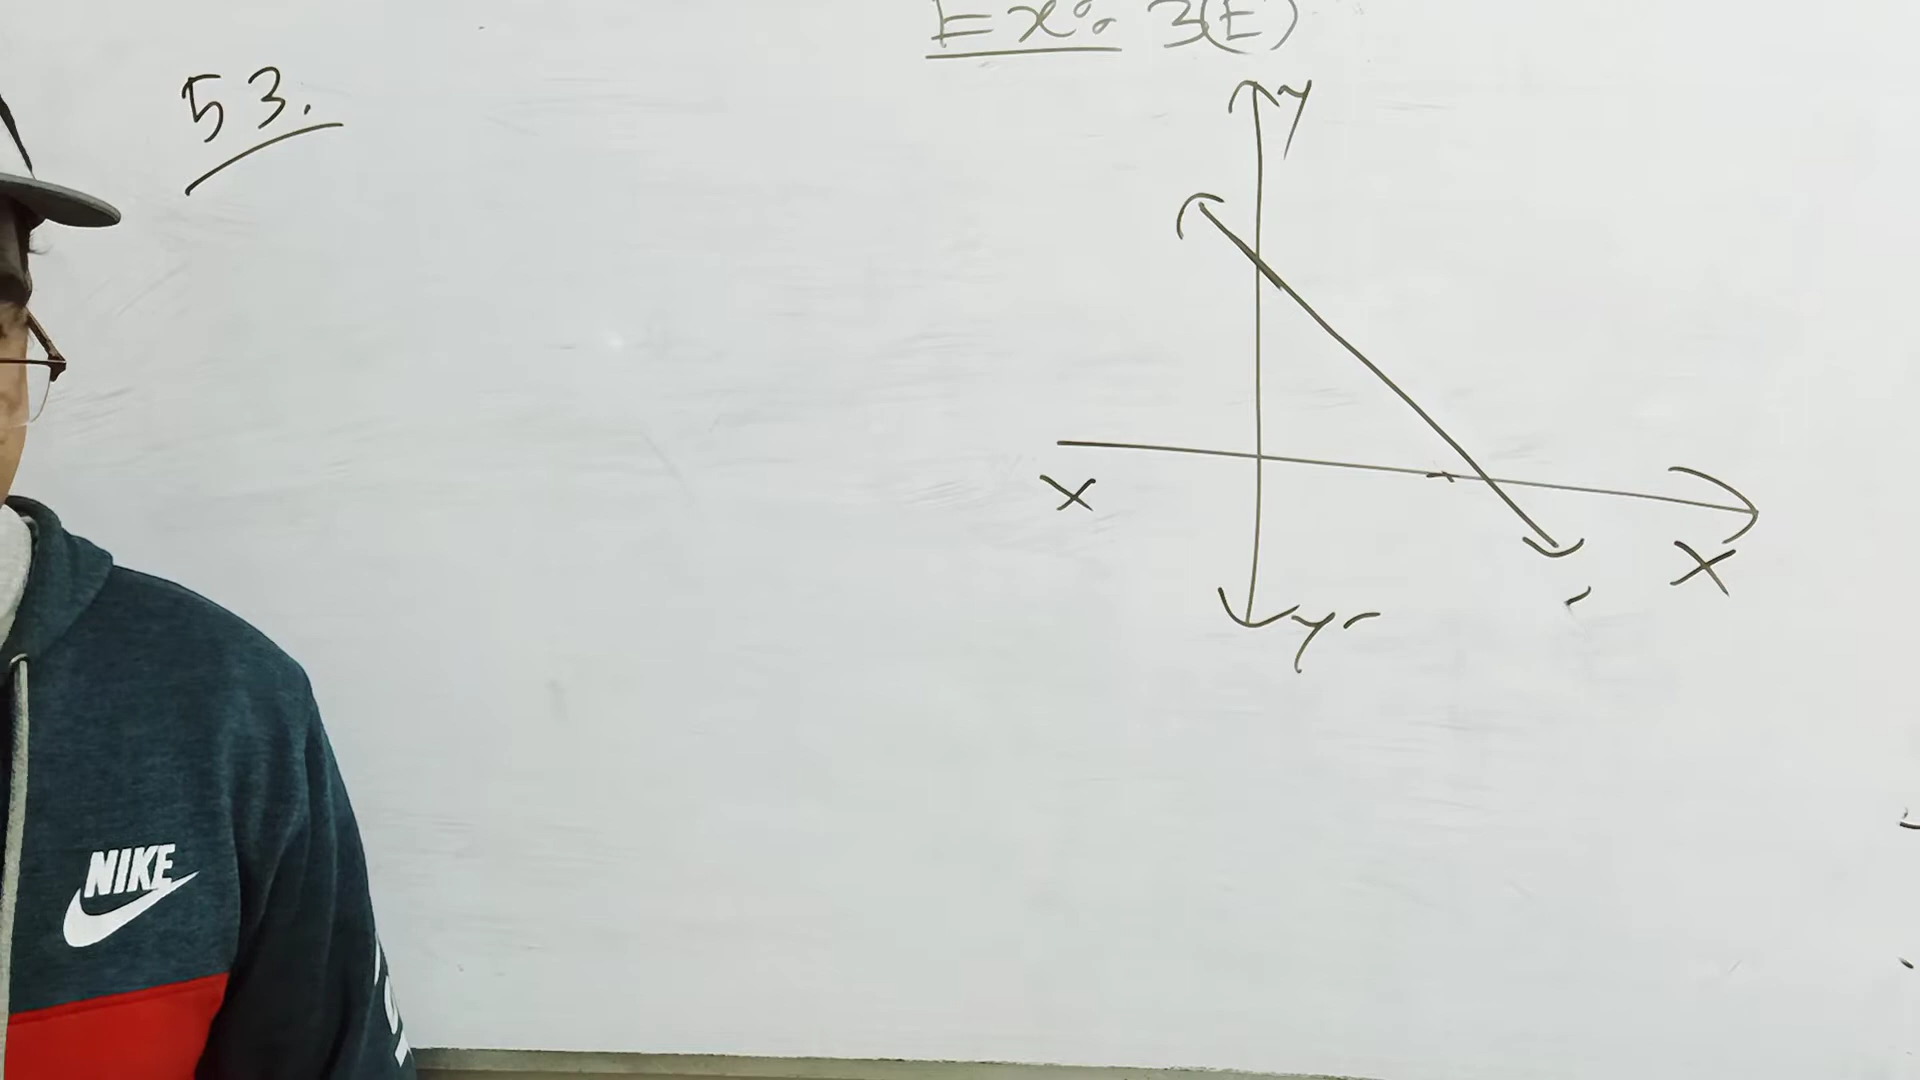 Ex: 3(E)
53.
y
X
X
y'
NIKE